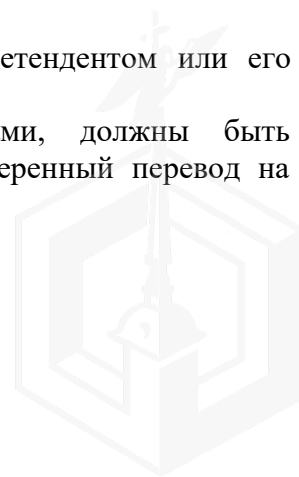 етендентом или его
ми, должны быть
еренный перевод на